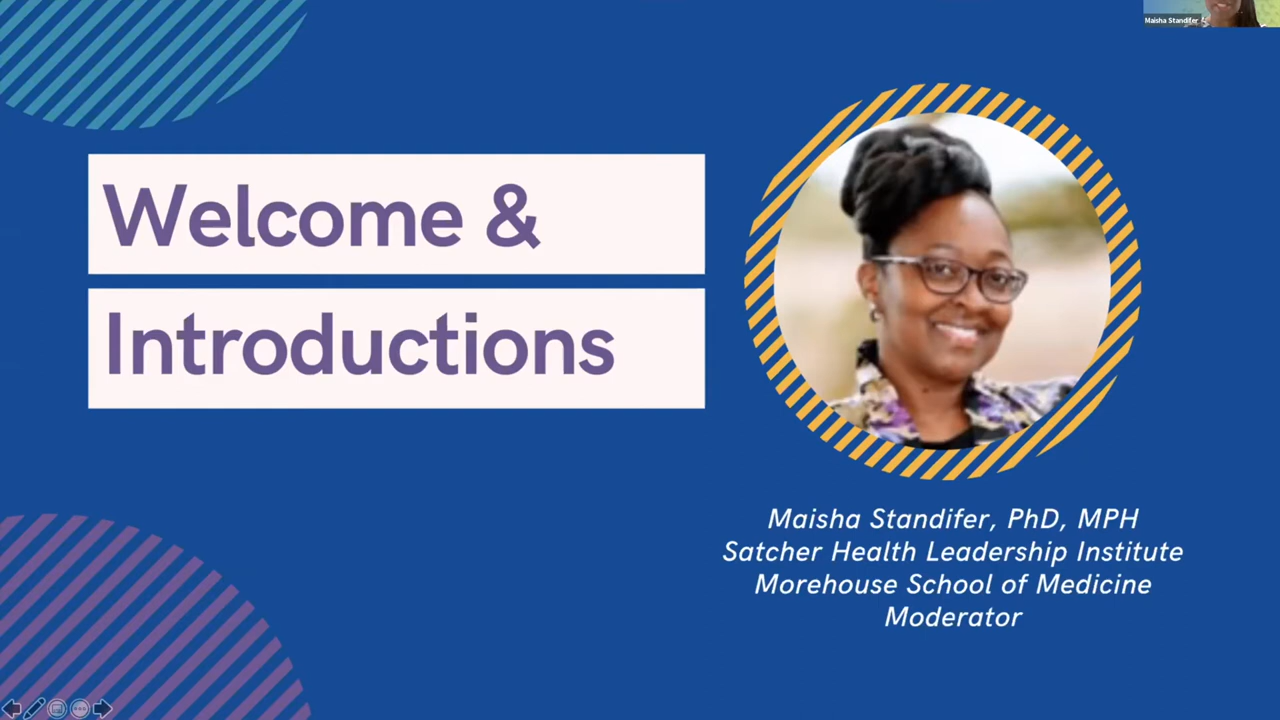 Maisha Standifer
Welcome &
Introductions
Maisha Standifer, PhD, MPH
Satcher Health Leadership Institute
Morehouse School of Medicine
Moderator